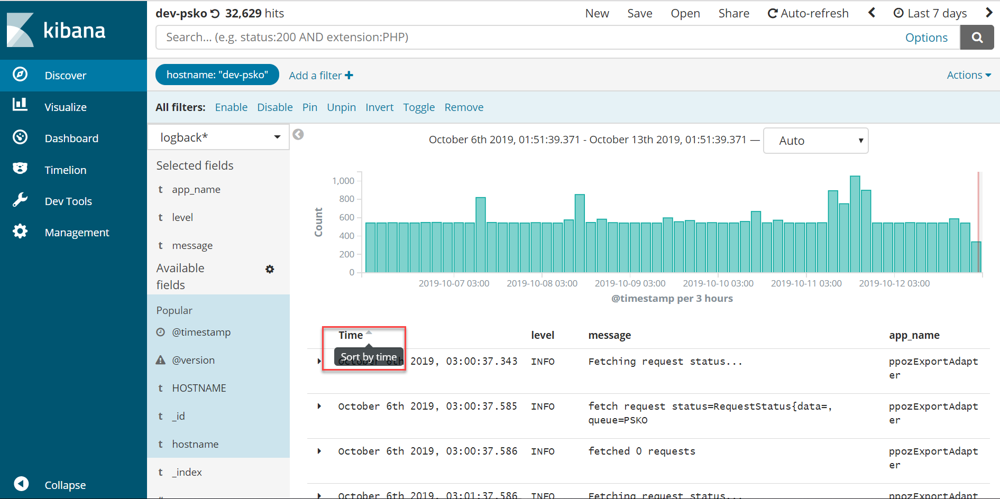 kibana
Discover
Visualize
Dashboard
Timelion
Dev Tools
Management
Collapse
dev-psko 32,629 hits
New Save Open Share Auto-refresh Last 7 days
Search... (e.g. status:200 AND extension:PHP)
Options
hostname: "dev-psko" Add a filter
Actions
All filters: Enable Disable Pin Unpin Invert Toggle Remove
logback*
Selected fields
t app_name
t level
t message
Available
fields
Popular
@timestamp
@version
t HOSTNAME
t _id
t hostname
t _index
October 6th 2019, 01:51:39.371 - October 13th 2019, 01:51:39.371 — Auto
1,000
800
600
400
200
0
Count
2019-10-07 03:00 2019-10-08 03:00 2019-10-09 03:00 2019-10-10 03:00 2019-10-11 03:00 2019-10-12 03:00
@timestamp per 3 hours
Time level message app_name
Sort by time
October 6th 2019, 03:00:37.343 INFO Fetching request status... ppozExportAdapt
er
October 6th 2019, 03:00:37.585 INFO fetch request status=RequestStatus{data=, ppozExportAdapt
queue=PSKO er
October 6th 2019, 03:00:37.586 INFO fetched 0 requests ppozExportAdapt
er
October 6th 2019, 03:01:37.586 INFO Fetching request status... ppozExportAdapt